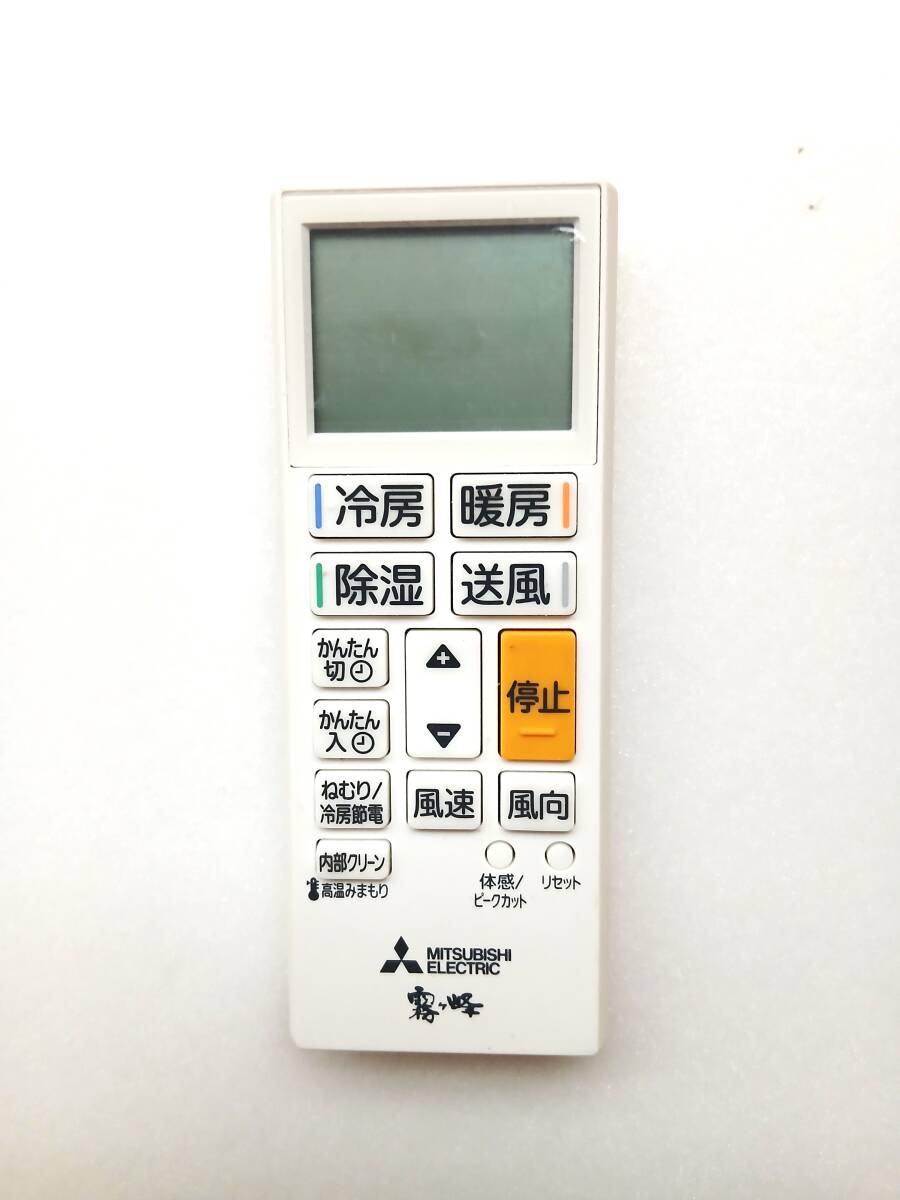 冷房 暖房
除湿 送風
かんたん
切
かんたん
入
+
-
停止
ねむり/
冷房節電
風速 風向
内部クリーン
高温みまもり
体感/
ピークカット
リセット
MITSUBISHI
ELECTRIC
霧ヶ峰